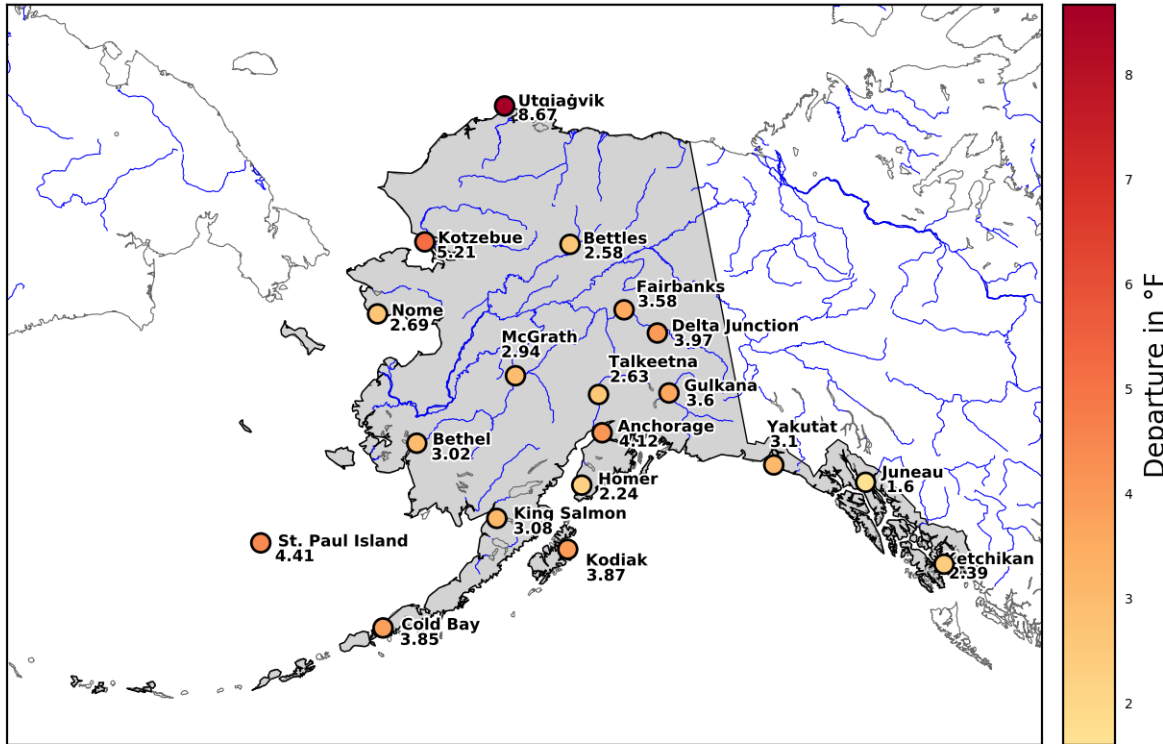 Utqiaġvik
8.67
Kotzebue
5.21
Bettles
2.58
Nome
2.69
Fairbanks
3.58
Delta Junction
3.97
McGrath
2.94
Talkeetna
2.63
Gulkana
3.6
Anchorage
4.12
Bethel
3.02
Yakutat
3.1
Homer
2.24
Juneau
1.6
King Salmon
3.08
St. Paul Island
4.41
Kodiak
3.87
Ketchikan
2.39
Cold Bay
3.85
8
7
6
5
4
3
2
Departure in °F